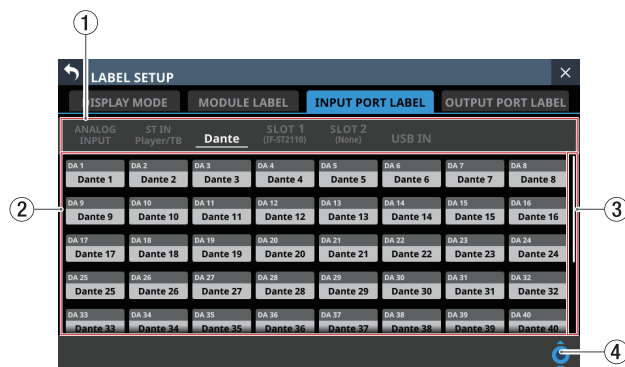 1
LABEL SETUP
DISPLAY MODE MODULE LABEL INPUT PORT LABEL OUTPUT PORT LABEL
ANALOG INPUT ST IN Player/TB Dante SLOT 1 (IF-ST2110) SLOT 2 (None) USB IN
DA 1 DA 2 DA 3 DA 4 DA 5 DA 6 DA 7 DA 8
Dante 1 Dante 2 Dante 3 Dante 4 Dante 5 Dante 6 Dante 7 Dante 8
DA 9 DA 10 DA 11 DA 12 DA 13 DA 14 DA 15 DA 16
2 Dante 9 Dante 10 Dante 11 Dante 12 Dante 13 Dante 14 Dante 15 Dante 16 3
DA 17 DA 18 DA 19 DA 20 DA 21 DA 22 DA 23 DA 24
Dante 17 Dante 18 Dante 19 Dante 20 Dante 21 Dante 22 Dante 23 Dante 24
DA 25 DA 26 DA 27 DA 28 DA 29 DA 30 DA 31 DA 32
Dante 25 Dante 26 Dante 27 Dante 28 Dante 29 Dante 30 Dante 31 Dante 32
DA 33 DA 34 DA 35 DA 36 DA 37 DA 38 DA 39 DA 40
Dante 33 Dante 34 Dante 35 Dante 36 Dante 37 Dante 38 Dante 39 Dante 40
4